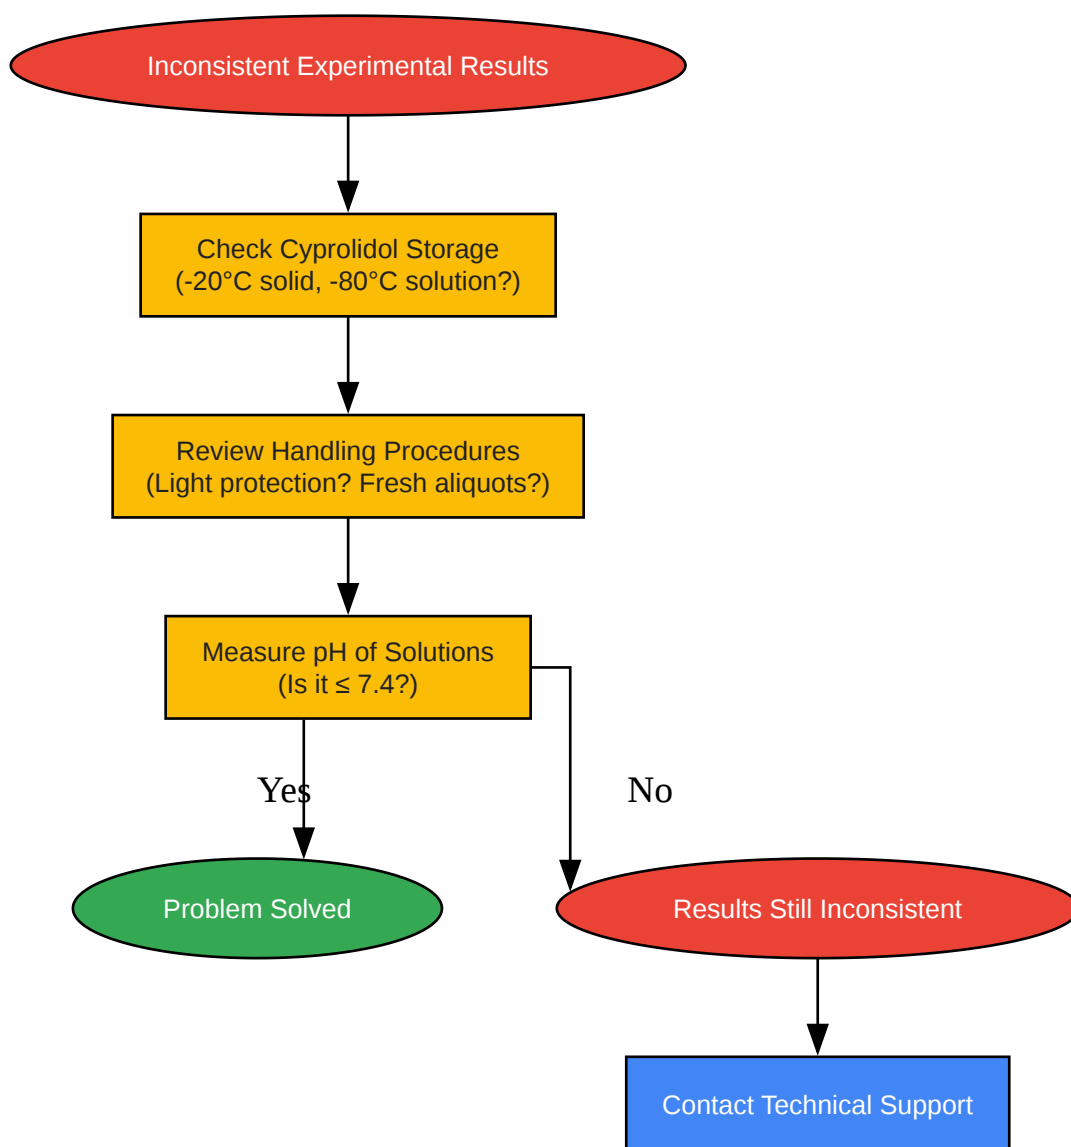 Inconsistent Experimental Results
Check Cyprolidol Storage
(-20°C solid, -80°C solution?)
Review Handling Procedures
(Light protection? Fresh aliquots?)
Measure pH of Solutions
(Is it ≤ 7.4?)
Yes
No
Problem Solved
Results Still Inconsistent
Contact Technical Support